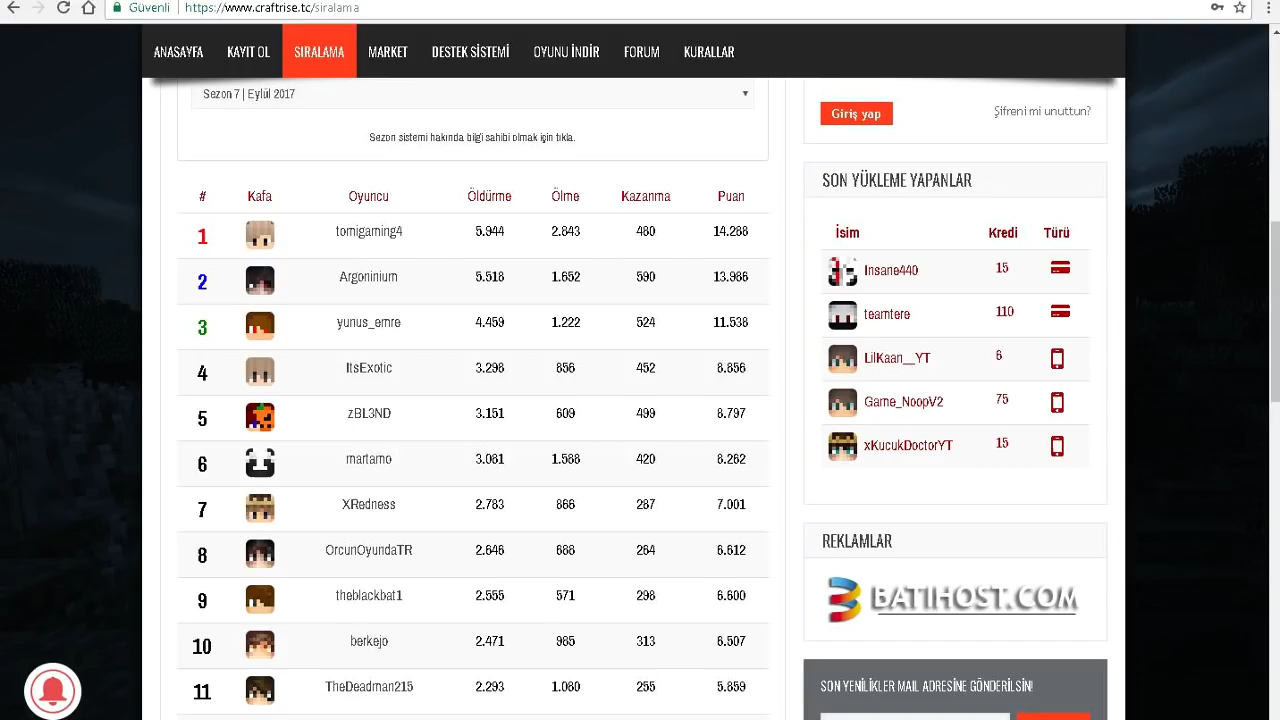 Güvenli
https://www.craftrise.tc/siralama
ANASAYFA KAYIT OL SIRALAMA MARKET DESTEK SİSTEMİ OYUNU İNDİR FORUM KURALLAR
Sezon 7 | Eylül 2017
Sezon sistemi hakında bilgi sahibi olmak için tıkla.
# Kafa Oyuncu Öldürme Ölme Kazanma Puan
1 tomigaming4 5.944 2.843 480 14.288
2 Argoninium 5.518 1.652 590 13.986
3 yunus_emre 4.459 1.222 524 11.538
4 ItsExotic 3.298 856 452 8.856
5 zBL3ND 3.151 609 499 8.797
6 martamo 3.081 1.586 420 8.262
7 XRedness 2.783 866 287 7.001
8 OrcunOyundaTR 2.646 688 264 6.612
9 theblackbat1 2.555 571 298 6.600
10 berkejo 2.471 985 313 6.507
11 TheDeadman215 2.293 1.080 255 5.859
Giriş yap Şifreni mi unuttun?
SON YÜKLEME YAPANLAR
İsim Kredi Türü
Insane440 15
teamtere 110
LilKaan__YT 6
Game_NoopV2 75
xKucukDoctorYT 15
REKLAMLAR
BATIHOST.COM
SON YENİLİKLER MAIL ADRESİNE GÖNDERİLSİN!